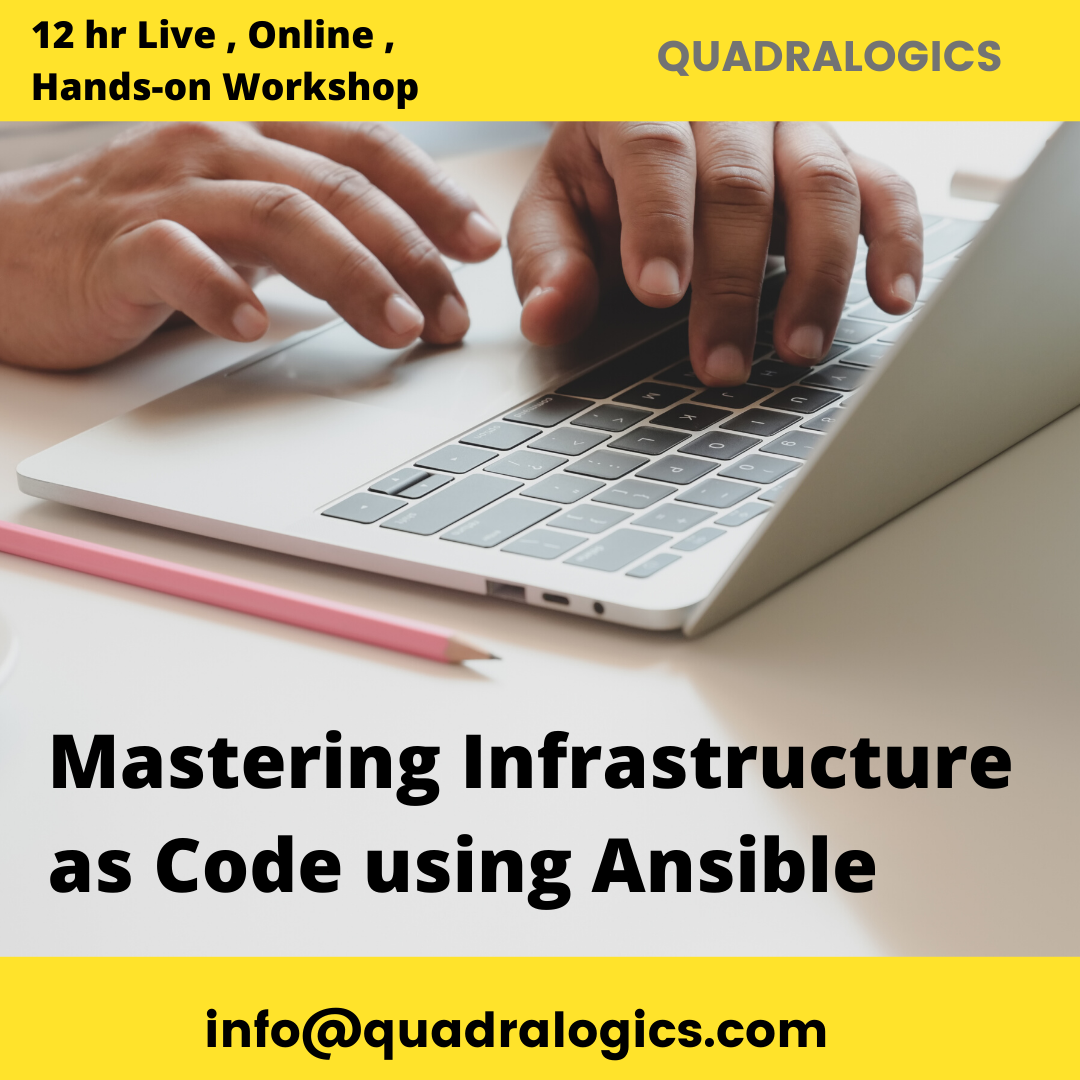 12 hr Live , Online ,
Hands-on Workshop
QUADRALOGICS
Mastering Infrastructure
as Code using Ansible
info@quadralogics.com